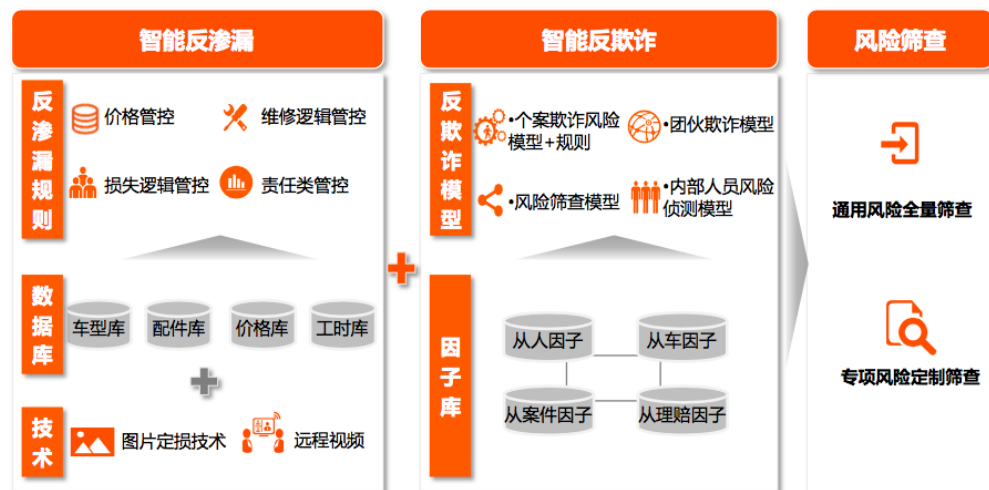 智能反渗漏
智能反欺诈
风险筛查
反渗漏规则
价格管控
维修逻辑管控
损失逻辑管控
责任类管控
数据库
车型库
配件库
价格库
工时库
技术
图片定损技术
远程视频
反欺诈模型
•个案欺诈风险
模型+规则
•团伙欺诈模型
•风险筛查模型
•内部人员风险
侦测模型
因子库
从人因子
从车因子
从案件因子
从理赔因子
通用风险全量筛查
专项风险定制筛查